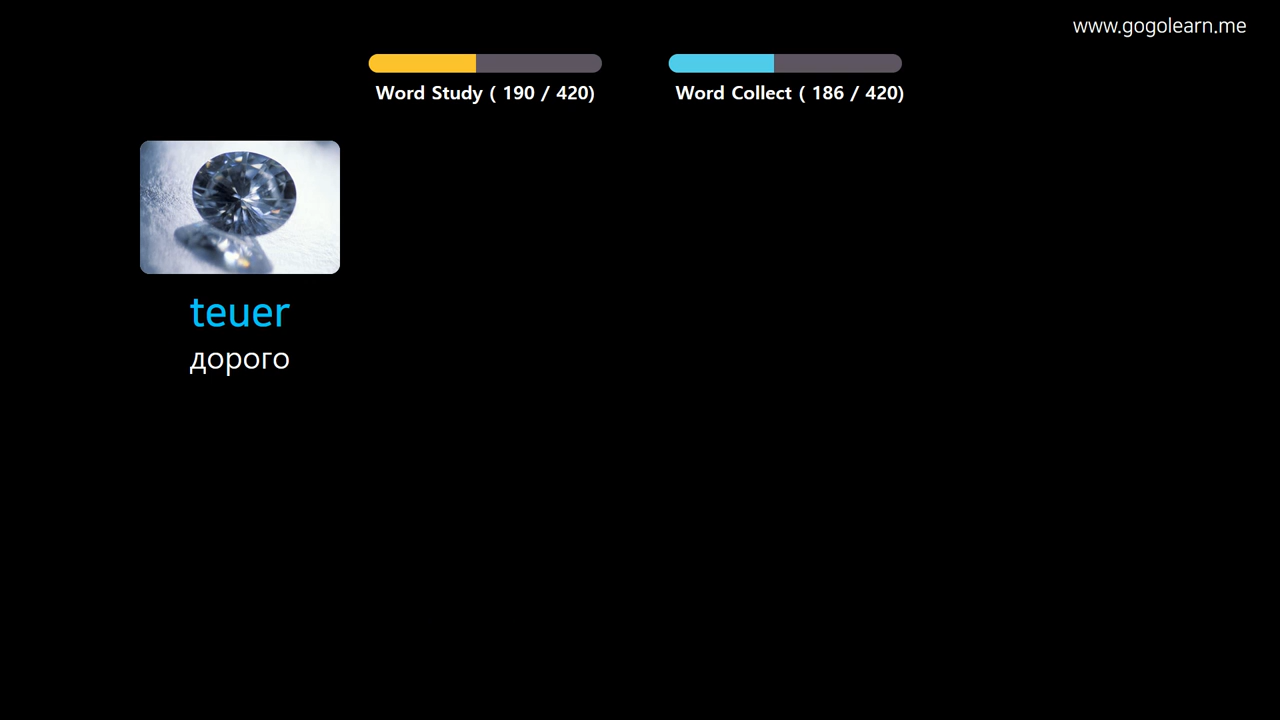 www.gogolearn.me
Word Study ( 190 / 420)
Word Collect ( 186 / 420)
teuer
дорого